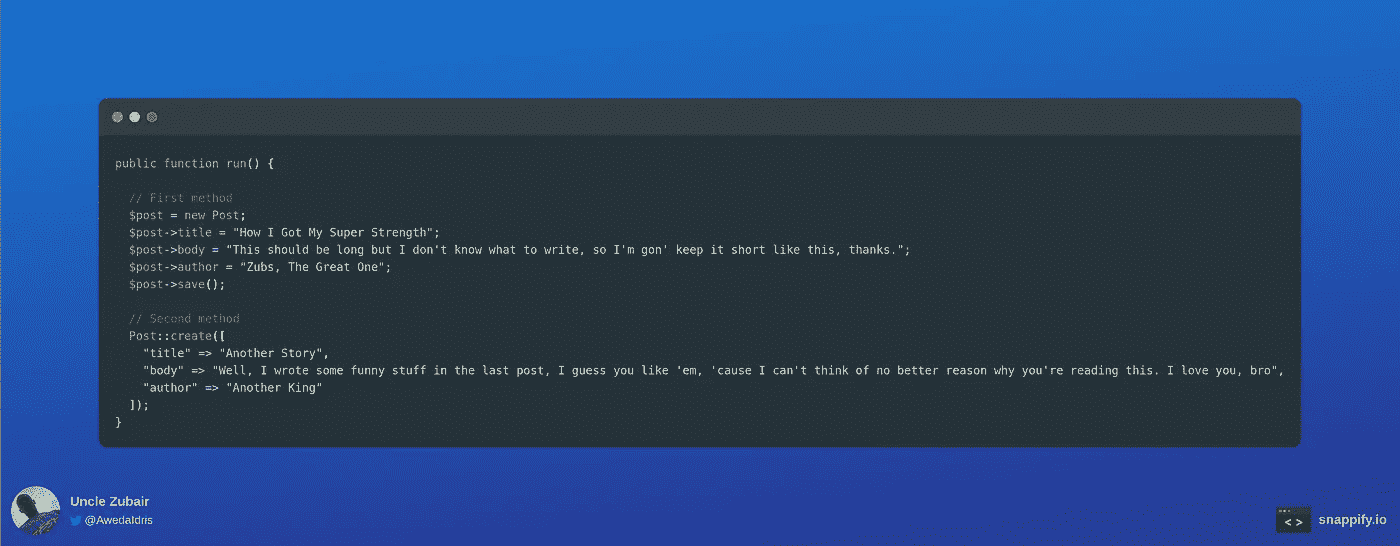 public function run() {
// First method
$post = new Post;
$post->title = "How I Got My Super Strength";
$post->body = "This should be long but I don't know what to write, so I'm gon' keep it short like this, thanks.";
$post->author = "Zubs, The Great One";
$post->save();
// Second method
Post::create([
"title" => "Another Story",
"body" => "Well, I wrote some funny stuff in the last post, I guess you like 'em, 'cause I can't think of no better reason why you're reading this. I love you, bro",
"author" => "Another King"
]);
}
Uncle Zubair
@AwedaIdris
< > snappify.io